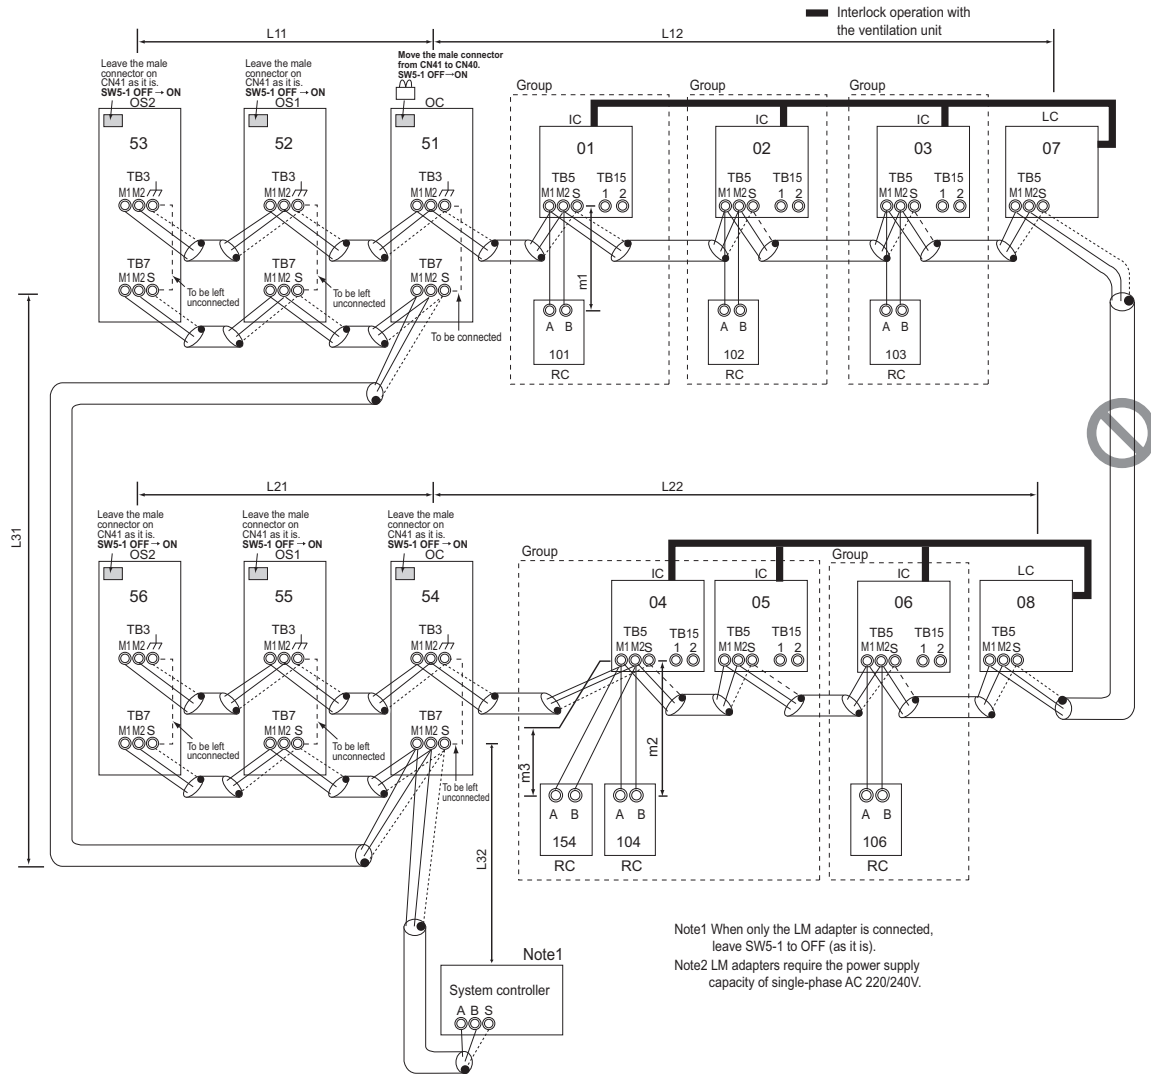 Interlock operation with
the ventilation unit
L11
L12
Leave the male
connector on
CN41 as it is.
SW5-1 OFF → ON
OS2
Leave the male
connector on
CN41 as it is.
SW5-1 OFF → ON
OS1
Move the male connector
from CN41 to CN40.
SW5-1 OFF→ON
OC
Group
Group
Group
IC
IC
IC
LC
53
52
51
01
02
03
07
TB3
M1 M2
TB3
M1 M2
TB3
M1 M2
TB5
M1 M2 S
TB15
1 2
TB5
M1 M2 S
TB15
1 2
TB5
M1 M2 S
TB15
1 2
TB5
M1 M2 S
TB7
M1 M2 S
TB7
M1 M2 S
TB7
M1 M2 S
To be left
unconnected
To be left
unconnected
To be connected
m1
A B
101
RC
A B
102
RC
A B
103
RC
L31
L21
L22
Leave the male
connector on
CN41 as it is.
SW5-1 OFF → ON
OS2
Leave the male
connector on
CN41 as it is.
SW5-1 OFF → ON
OS1
Leave the male
connector on
CN41 as it is.
SW5-1 OFF → ON
OC
Group
Group
IC
IC
IC
LC
56
55
54
04
05
06
08
TB3
M1 M2
TB3
M1 M2
TB3
M1 M2
TB5
M1 M2 S
TB15
1 2
TB5
M1 M2 S
TB15
1 2
TB5
M1 M2 S
TB15
1 2
TB5
M1 M2 S
TB7
M1 M2 S
TB7
M1 M2 S
TB7
M1 M2 S
To be left
unconnected
To be left
unconnected
To be left
unconnected
m3
m2
A B
154
RC
A B
104
RC
A B
106
RC
L32
Note1
System controller
A B S
Note1 When only the LM adapter is connected,
leave SW5-1 to OFF (as it is).
Note2 LM adapters require the power supply
capacity of single-phase AC 220/240V.